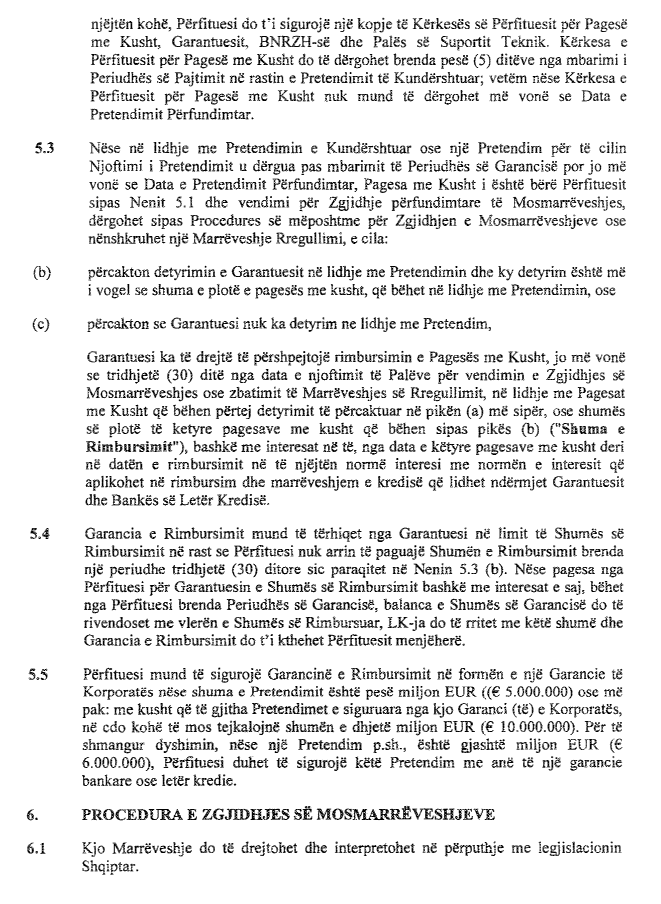 njëjtën kohë, Përfituesi do t'i sigurojë një kopje të Kërkesës së Përfituesit për Pagesë
me Kusht, Garantuesit, BNRZH-së dhe Palës së Suportit Teknik. Kërkesa e
Përfituesit për Pagesë me Kusht do të dërgohet brenda pesë (5) ditëve nga mbarimi i
Periudhës së Pajtimit në rastin e Pretendimit të Kundërshtuar; vetëm nëse Kërkesa e
Përfituesit për Pagesë me Kusht nuk mund të dërgohet më vonë se Data e
Pretendimit Përfundimtar.
5.3 Nëse në lidhje me Pretendimin e Kundërshtuar ose një Pretendim për të cilin
Njoftimi i Pretendimit u dërgua pas mbarimit të Periudhës së Garancisë por jo më
vonë se Data e Pretendimit Përfundimtar, Pagesa me Kusht i është bërë Përfituesit
sipas Nenit 5.1 dhe vendimi për Zgjidhje përfundimtare të Mosmarrëveshjes,
dërgohet sipas Procedures së mëposhtme për Zgjidhjen e Mosmarrëveshjeve ose
nënshkruhet një Marrëveshje Rregullimi, e cila:
(b) përcakton detyrimin e Garantuesit në lidhje me Pretendimin dhe ky detyrim është më
i vogel se shuma e plotë e pagesës me kusht, që bëhet në lidhje me Pretendimin, ose
(c) përcakton se Garantuesi nuk ka detyrim ne lidhje me Pretendim,
Garantuesi ka të drejtë të përshpejtojë rimbursimin e Pagesës me Kusht, jo më vonë
se tridhjetë (30) ditë nga data e njoftimit të Palëve për vendimin e Zgjidhjes së
Mosmarrëveshjes ose zbatimit të Marrëveshjes së Rregullimit, në lidhje me Pagesat
me Kusht që bëhen përtej detyrimit të përcaktuar në pikën (a) më sipër, ose shumës
së plotë të ketyre pagesave me kusht që bëhen sipas pikës (b) ("Shuma e
Rimbursimit"), bashkë me interesat në të, nga data e këtyre pagesave me kusht deri
në datën e rimbursimit në të njëjtën normë interesi me normën e interesit që
aplikohet në rimbursimin dhe marrëveshjem e kredisë që lidhet ndërmjet Garantuesit
dhe Bankës së Letër Kredisë.
5.4 Garancia e Rimbursimit mund të tërhiqet nga Garantuesi në limit të Shumës së
Rimbursimit në rast se Përfituesi nuk arrin të paguajë Shumën e Rimbursimit brenda
një periudhe tridhjetë (30) ditore sic paraqitet në Nenin 5.3 (b). Nëse pagesa nga
Përfituesi për Garantuesin e Shumës së Rimbursimit bashkë me interesat e saj, bëhet
nga Përfituesi brenda Periudhës së Garancisë, balanca e Shumës së Garancisë do të
rivendoset me vlerën e Shumës së Rimbursuar, LK-ja do të rritet me këtë shumë dhe
Garancia e Rimbursimit do t'i kthehet Përfituesit menjëherë.
5.5 Përfituesi mund të sigurojë Garancinë e Rimbursimit në formën e një Garancie të
Korporatës nëse shuma e Pretendimit është pesë miljon EUR ((€ 5.000.000) ose më
pak: me kusht që të gjitha Pretendimet e siguruara nga kjo Garanci (të) e Korporatës,
në cdo kohë të mos tejkalojnë shumën e dhjetë miljon EUR (€ 10.000.000). Për të
shmangur dyshimin, nëse një Pretendim p.sh., është gjashtë miljon EUR (€
6.000.000), Përfituesi duhet të sigurojë këtë Pretendim me anë të një garancie
bankare ose letër kredie.
6. PROCEDURA E ZGJIDHJES SË MOSMARRËVESHJEVE
6.1 Kjo Marrëveshje do të drejtohet dhe interpretohet në përputhje me legjislacionin
Shqiptar.